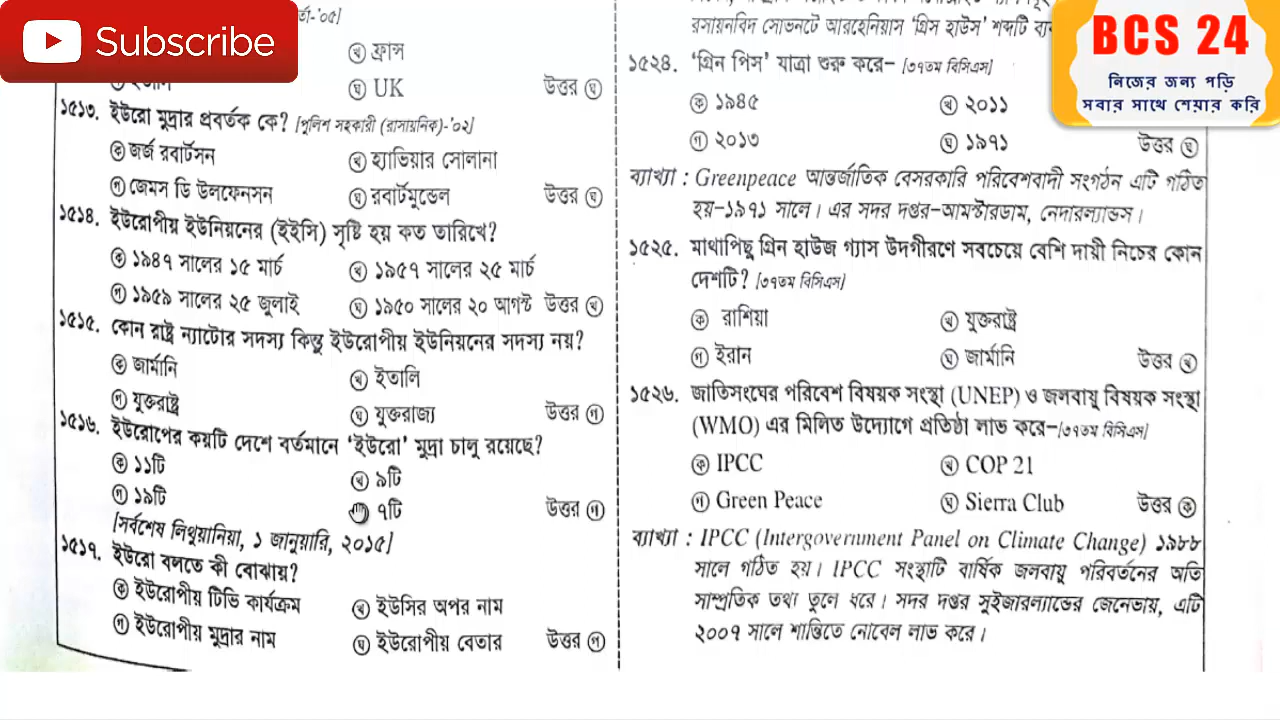 Subscribe
র্তা-'০৫]
ⓘ ফ্রান্স
ⓘ UK উত্তর ⓘ
১৫১৩. ইউরো মুদ্রার প্রবর্তক কে? [পুলিশ সহকারী (রাসায়নিক)-'০২]
ⓚ জর্জ রবার্টসন ⓘ হ্যাভিয়ার সোলানা
ⓘ জেমস ডি উলফেনসন ⓘ রবার্টমুন্ডেল উত্তর ⓘ
১৫১৪. ইউরোপীয় ইউনিয়নের (ইইসি) সৃষ্টি হয় কত তারিখে?
ক ১৯৪৭ সালের ১৫ মার্চ খ ১৯৫৭ সালের ২৫ মার্চ
গ ১৯৫৯ সালের ২৫ জুলাই ঘ ১৯৫০ সালের ২০ আগস্ট উত্তর খ
১৫১৫. কোন রাষ্ট্র ন্যাটোর সদস্য কিন্তু ইউরোপীয় ইউনিয়নের সদস্য নয়?
ক জার্মানি খ ইতালি
গ যুক্তরাষ্ট্র ঘ যুক্তরাজ্য উত্তর গ
১৫১৬. ইউরোপের কয়টি দেশে বর্তমানে ‘ইউরো’ মুদ্রা চালু রয়েছে?
ক ১১টি খ ৯টি
গ ১৯টি ৭টি উত্তর গ
[সর্বশেষ লিথুয়ানিয়া, ১ জানুয়ারি, ২০১৫]
১৫১৭. ইউরো বলতে কী বোঝায়?
ক ইউরোপীয় টিভি কার্যক্রম খ ইউসির অপর নাম
গ ইউরোপীয় মুদ্রার নাম ঘ ইউরোপীয় বেতার উত্তর গ
রসায়নবিদ সোভনটে আরহেনিয়াস ‘গ্রিস হাউস’ শব্দটি ব্যব
১৫২৪. ‘গ্রিন পিস’ যাত্রা শুরু করে– [৩৭তম বিসিএস]
ক ১৯৪৫ খ ২০১১
গ ২০১৩ ঘ ১৯৭১ উত্তর ঘ
ব্যাখ্যা : Greenpeace আন্তর্জাতিক বেসরকারি পরিবেশবাদী সংগঠন এটি গঠিত
হয়-১৯৭১ সালে। এর সদর দপ্তর-আমস্টারডাম, নেদারল্যান্ডস।
১৫২৫. মাথাপিছু গ্রিন হাউজ গ্যাস উদগীরণে সবচেয়ে বেশি দায়ী নিচের কোন
দেশটি? [৩৭তম বিসিএস]
ক রাশিয়া খ যুক্তরাষ্ট্র
গ ইরান ঘ জার্মানি উত্তর খ
১৫২৬. জাতিসংঘের পরিবেশ বিষয়ক সংস্থা (UNEP) ও জলবায়ু বিষয়ক সংস্থা
(WMO) এর মিলিত উদ্যোগে প্রতিষ্ঠা লাভ করে–[৩৭তম বিসিএস]
ক IPCC খ COP 21
গ Green Peace ঘ Sierra Club উত্তর ক
ব্যাখ্যা : IPCC (Intergovernment Panel on Climate Change) ১৯৮৮
সালে গঠিত হয়। IPCC সংস্থাটি বার্ষিক জলবায়ু পরিবর্তনের অতি
সাম্প্রতিক তথ্য তুলে ধরে। সদর দপ্তর সুইজারল্যান্ডের জেনেভায়, এটি
২০০৭ সালে শান্তিতে নোবেল লাভ করে।
BCS 24
নিজের জন্য পড়ি
সবার সাথে শেয়ার করি